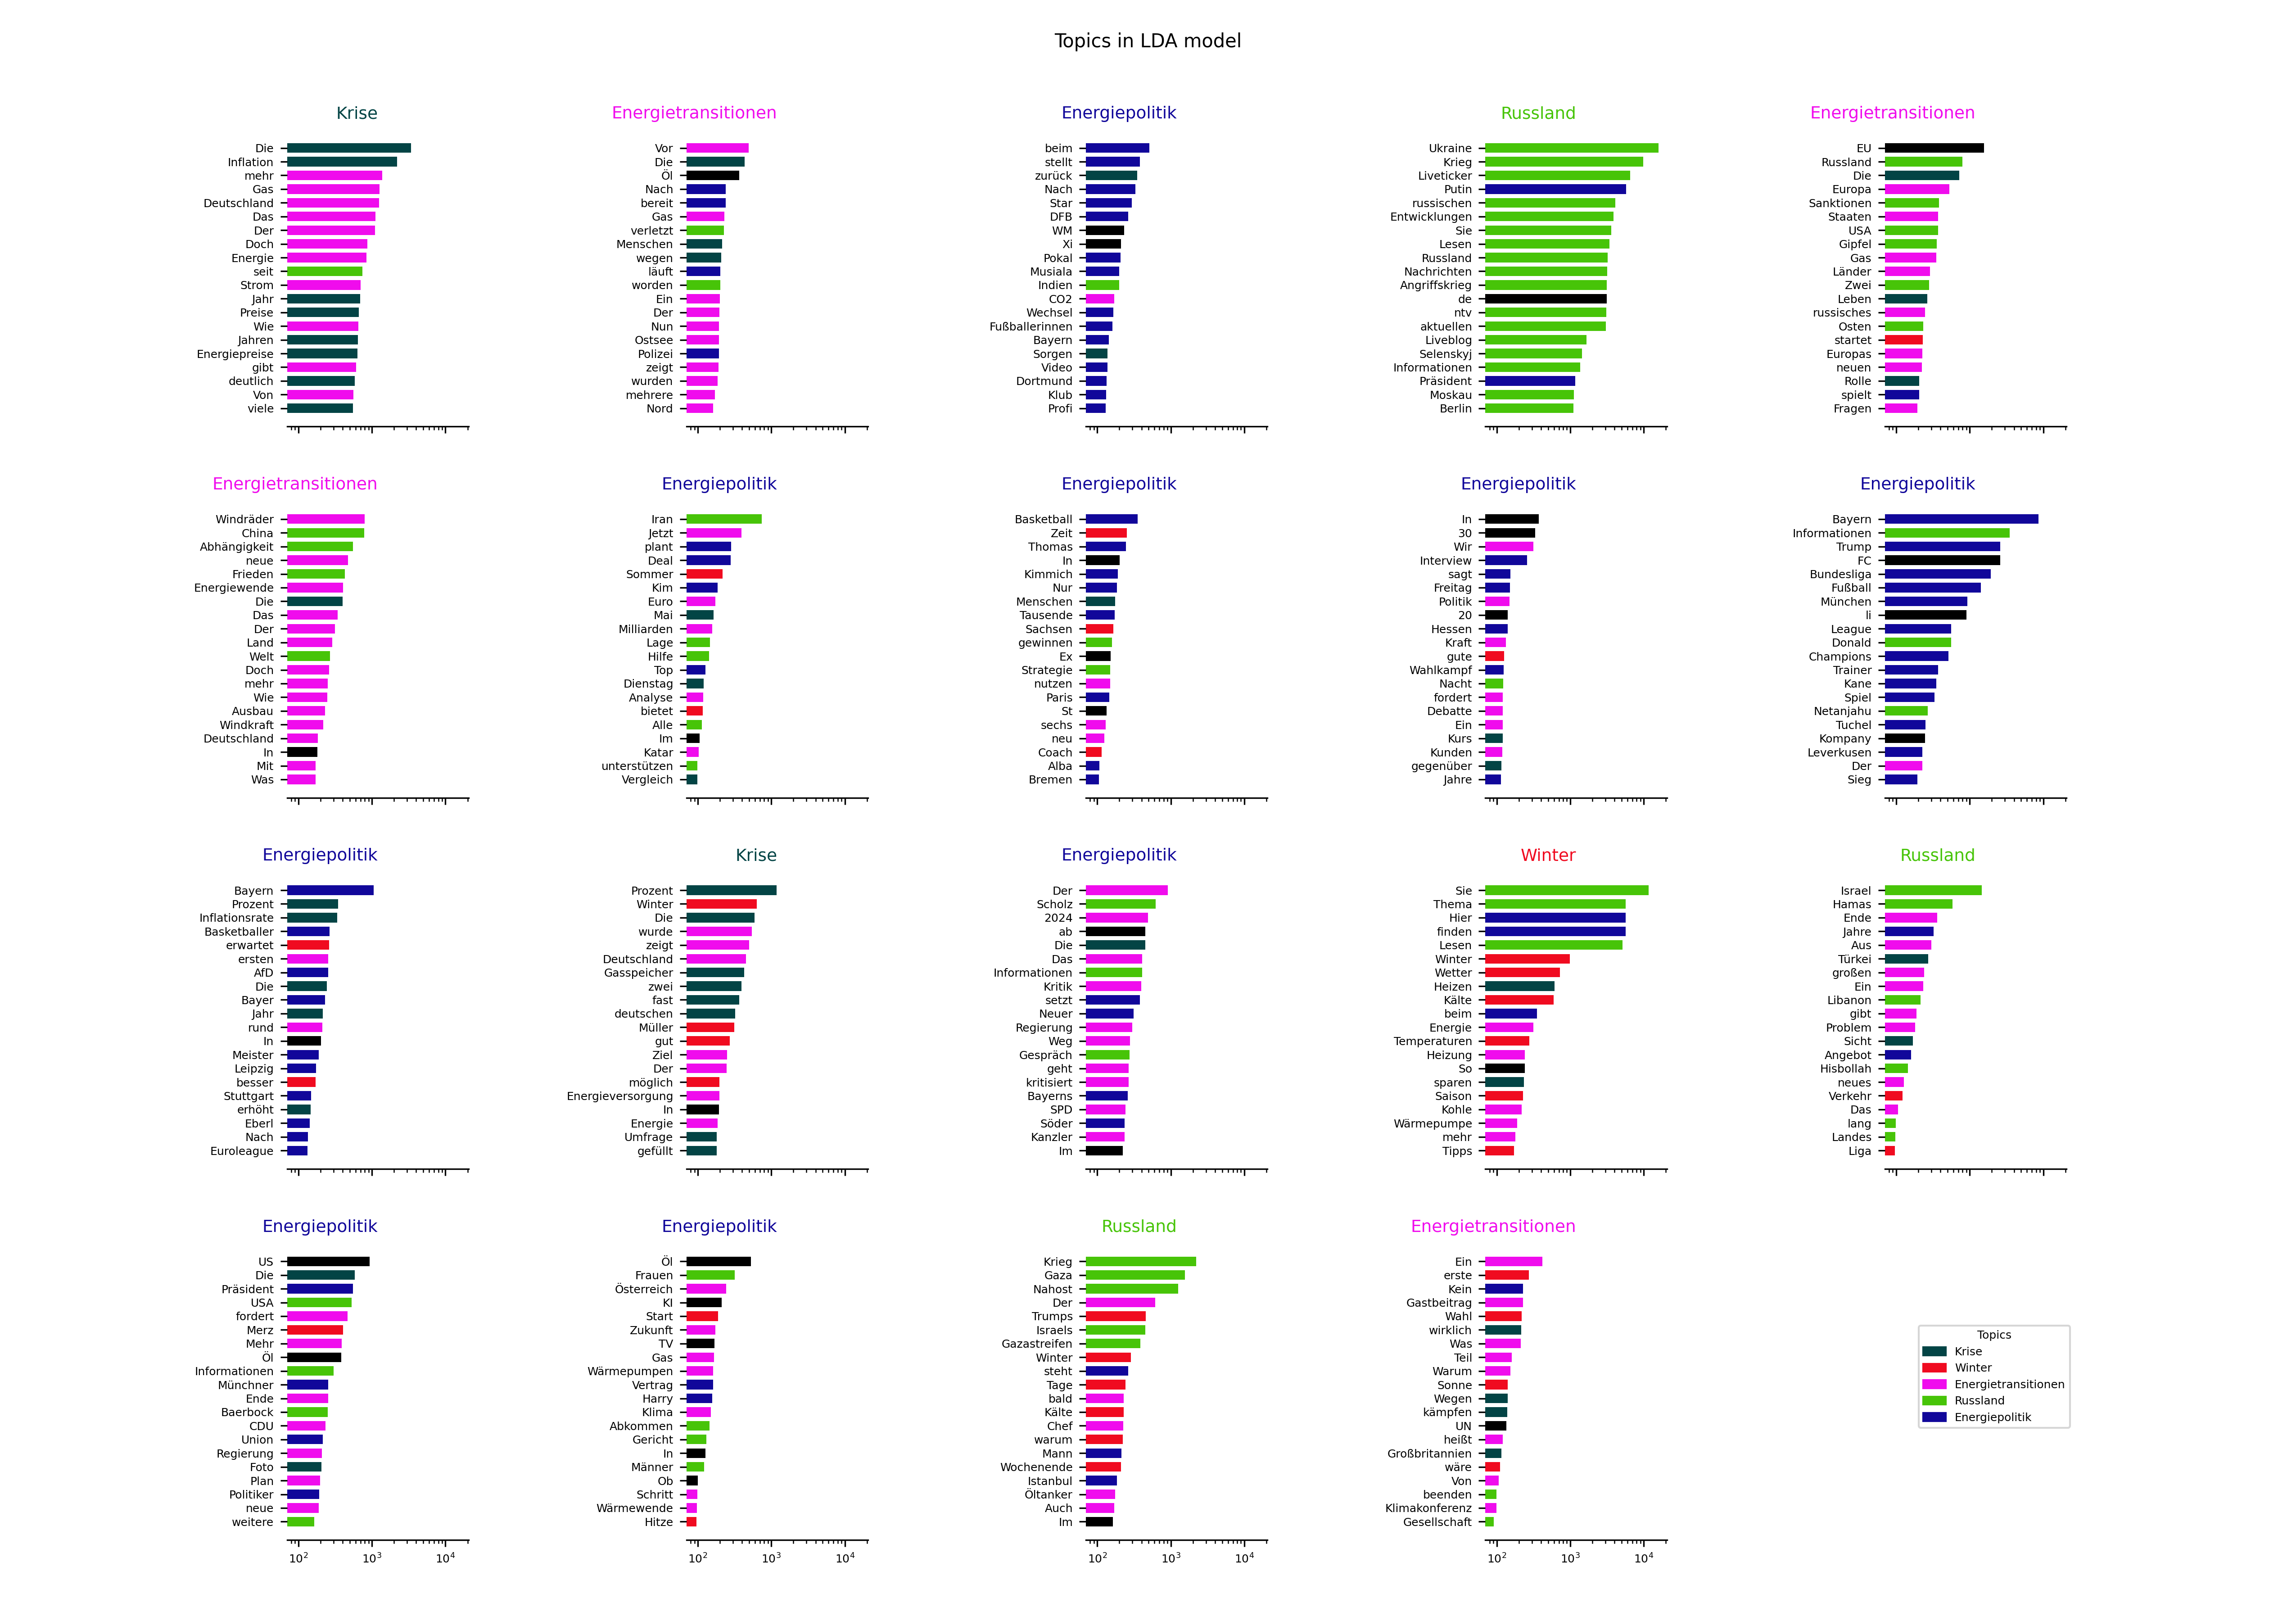 Topics in LDA model
Krise
Die
Inflation
mehr
Gas
Deutschland
Das
Der
Doch
Energie
seit
Strom
Jahr
Preise
Wie
Jahren
Energiepreise
gibt
deutlich
Von
viele
Energietransitionen
Vor
Die
Öl
Nach
bereit
Gas
verletzt
Menschen
wegen
läuft
worden
Ein
Der
Nun
Ostsee
Polizei
zeigt
wurden
mehrere
Nord
Energiepolitik
beim
stellt
zurück
Nach
Star
DFB
WM
Xi
Pokal
Musiala
Indien
CO2
Wechsel
Fußballerinnen
Bayern
Sorgen
Video
Dortmund
Klub
Profi
Russland
Ukraine
Krieg
Liveticker
Putin
russischen
Entwicklungen
Sie
Lesen
Russland
Nachrichten
Angriffskrieg
de
ntv
aktuellen
Liveblog
Selenskyj
Informationen
Präsident
Moskau
Berlin
Energietransitionen
EU
Russland
Die
Europa
Sanktionen
Staaten
USA
Gipfel
Gas
Länder
Zwei
Leben
russisches
Osten
startet
Europas
neuen
Rolle
spielt
Fragen
Energietransitionen
Windräder
China
Abhängigkeit
neue
Frieden
Energiewende
Die
Das
Der
Land
Welt
Doch
mehr
Wie
Ausbau
Windkraft
Deutschland
In
Mit
Was
Energiepolitik
Iran
Jetzt
plant
Deal
Sommer
Kim
Euro
Mai
Milliarden
Lage
Hilfe
Top
Dienstag
Analyse
bietet
Alle
Im
Katar
unterstützen
Vergleich
Energiepolitik
Basketball
Zeit
Thomas
In
Kimmich
Nur
Menschen
Tausende
Sachsen
gewinnen
Ex
Strategie
nutzen
Paris
St
sechs
neu
Coach
Alba
Bremen
Energiepolitik
In
30
Wir
Interview
sagt
Freitag
Politik
20
Hessen
Kraft
gute
Wahlkampf
Nacht
fordert
Debatte
Ein
Kurs
Kunden
gegenüber
Jahre
Energiepolitik
Bayern
Informationen
Trump
FC
Bundesliga
Fußball
München
li
League
Donald
Champions
Trainer
Kane
Spiel
Netanjahu
Tuchel
Kompany
Leverkusen
Der
Sieg
Energiepolitik
Bayern
Prozent
Inflationsrate
Basketballer
erwartet
ersten
AfD
Die
Bayer
Jahr
rund
In
Meister
Leipzig
besser
Stuttgart
erhöht
Eberl
Nach
Euroleague
Krise
Prozent
Winter
Die
wurde
zeigt
Deutschland
Gasspeicher
zwei
fast
deutschen
Müller
gut
Ziel
Der
möglich
Energieversorgung
In
Energie
Umfrage
gefüllt
Energiepolitik
Der
Scholz
2024
ab
Die
Das
Informationen
Kritik
setzt
Neuer
Regierung
Weg
Gespräch
geht
kritisiert
Bayerns
SPD
Söder
Kanzler
Im
Winter
Sie
Thema
Hier
finden
Lesen
Winter
Wetter
Heizen
Kälte
beim
Energie
Temperaturen
Heizung
So
sparen
Saison
Kohle
Wärmepumpe
mehr
Tipps
Russland
Israel
Hamas
Ende
Jahre
Aus
Türkei
großen
Ein
Libanon
gibt
Problem
Sicht
Angebot
Hisbollah
neues
Verkehr
Das
lang
Landes
Liga
Energiepolitik
US
Die
Präsident
USA
fordert
Merz
Mehr
Öl
Informationen
Münchner
Ende
Baerbock
CDU
Union
Regierung
Foto
Plan
Politiker
neue
weitere
10² 10³ 10⁴
Energiepolitik
Öl
Frauen
Österreich
KI
Start
Zukunft
TV
Gas
Wärmepumpen
Vertrag
Harry
Klima
Abkommen
Gericht
In
Männer
Ob
Schritt
Wärmewende
Hitze
10² 10³ 10⁴
Russland
Krieg
Gaza
Nahost
Der
Trumps
Israels
Gazastreifen
Winter
steht
Tage
bald
Kälte
Chef
warum
Mann
Wochenende
Istanbul
Öltanker
Auch
Im
10² 10³ 10⁴
Energietransitionen
Ein
erste
Kein
Gastbeitrag
Wahl
wirklich
Was
Teil
Warum
Sonne
Wegen
kämpfen
UN
heißt
Großbritannien
wäre
Von
beenden
Klimakonferenz
Gesellschaft
10² 10³ 10⁴
Topics
Krise
Winter
Energietransitionen
Russland
Energiepolitik